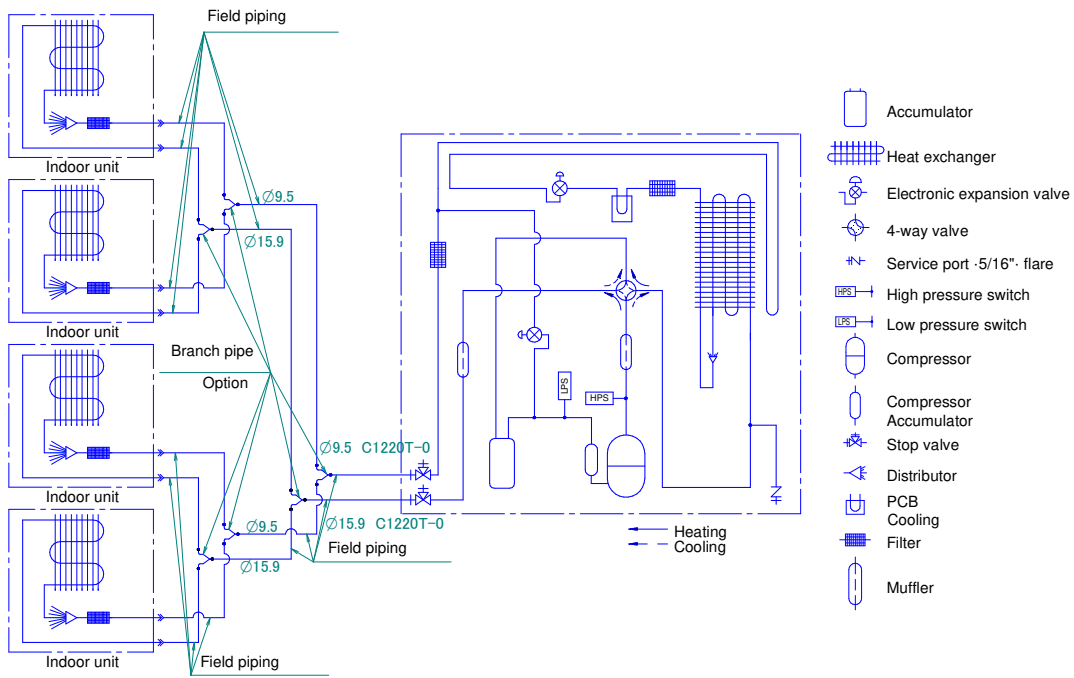 Field piping
Indoor unit
Ø9.5
Ø15.9
Indoor unit
Branch pipe
Option
Indoor unit
Ø9.5 C1220T-0
Ø15.9 C1220T-0
Ø9.5
Ø15.9
Field piping
Indoor unit
Field piping
LPS
HPS
Heating
Cooling
Accumulator
Heat exchanger
Electronic expansion valve
4-way valve
Service port ·5/16"· flare
HPS
High pressure switch
LPS
Low pressure switch
Compressor
Compressor
Accumulator
Stop valve
Distributor
PCB
Cooling
Filter
Muffler